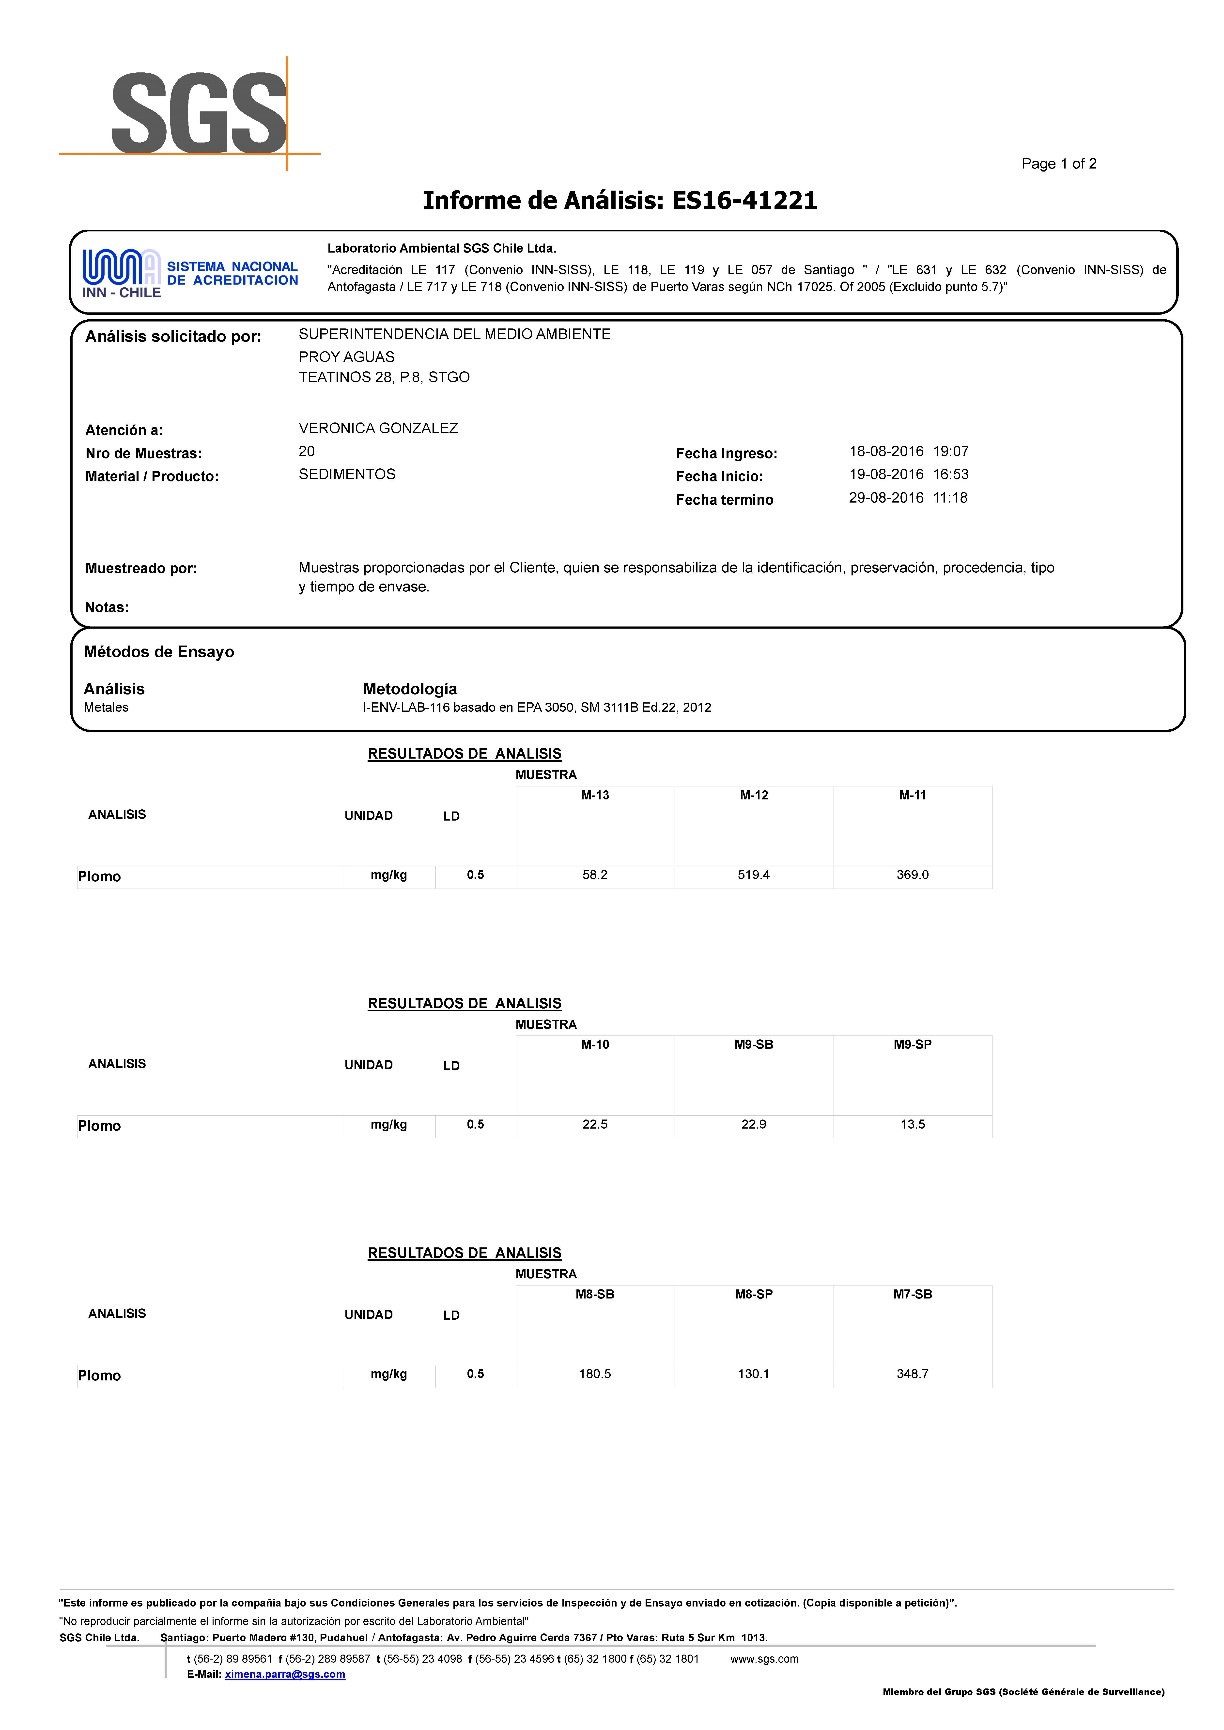 SGS
Page 1 of 2
Informe de Análisis: ES16-41221
INN - CHILE
SISTEMA NACIONAL
DE ACREDITACION
Laboratorio Ambiental SGS Chile Ltda.
"Acreditación LE 117 (Convenio INN-SISS), LE 118, LE 119 y LE 057 de Santiago " / "LE 631 y LE 632 (Convenio INN-SISS) de
Antofagasta / LE 717 y LE 718 (Convenio INN-SISS) de Puerto Varas según NCh 17025. Of 2005 (Excluido punto 5.7)"
Análisis solicitado por: SUPERINTENDENCIA DEL MEDIO AMBIENTE
PROY AGUAS
TEATINOS 28, P.8, STGO
Atención a: VERONICA GONZALEZ
Nro de Muestras: 20 Fecha Ingreso: 18-08-2016 19:07
Material / Producto: SEDIMENTOS Fecha Inicio: 19-08-2016 16:53
Fecha termino 29-08-2016 11:18
Muestreado por: Muestras proporcionadas por el Cliente, quien se responsabiliza de la identificación, preservación, procedencia, tipo
y tiempo de envase.
Notas:
Métodos de Ensayo
Análisis Metodología
Metales I-ENV-LAB-116 basado en EPA 3050, SM 3111B Ed.22, 2012
RESULTADOS DE ANALISIS
MUESTRA
M-13 M-12 M-11
ANALISIS UNIDAD LD
Plomo mg/kg 0.5 58.2 519.4 369.0
RESULTADOS DE ANALISIS
MUESTRA
M-10 M9-SB M9-SP
ANALISIS UNIDAD LD
Plomo mg/kg 0.5 22.5 22.9 13.5
RESULTADOS DE ANALISIS
MUESTRA
M8-SB M8-SP M7-SB
ANALISIS UNIDAD LD
Plomo mg/kg 0.5 180.5 130.1 348.7
"Este informe es publicado por la compañia bajo sus Condiciones Generales para los servicios de Inspección y de Ensayo enviado en cotización. (Copia disponible a petición)".
"No reproducir parcialmente el informe sin la autorización por escrito del Laboratorio Ambiental"
SGS Chile Ltda. Santiago: Puerto Madero #130, Pudahuel / Antofagasta: Av. Pedro Aguirre Cerda 7367 / Pto Varas: Ruta 5 Sur Km 1013.
t (56-2) 89 89561 f (56-2) 289 89587 t (56-55) 23 4098 f (56-55) 23 4596 t (65) 32 1800 f (65) 32 1801 www.sgs.com
E-Mail: ximena.parra@sgs.com
Miembro del Grupo SGS (Société Générale de Surveillance)